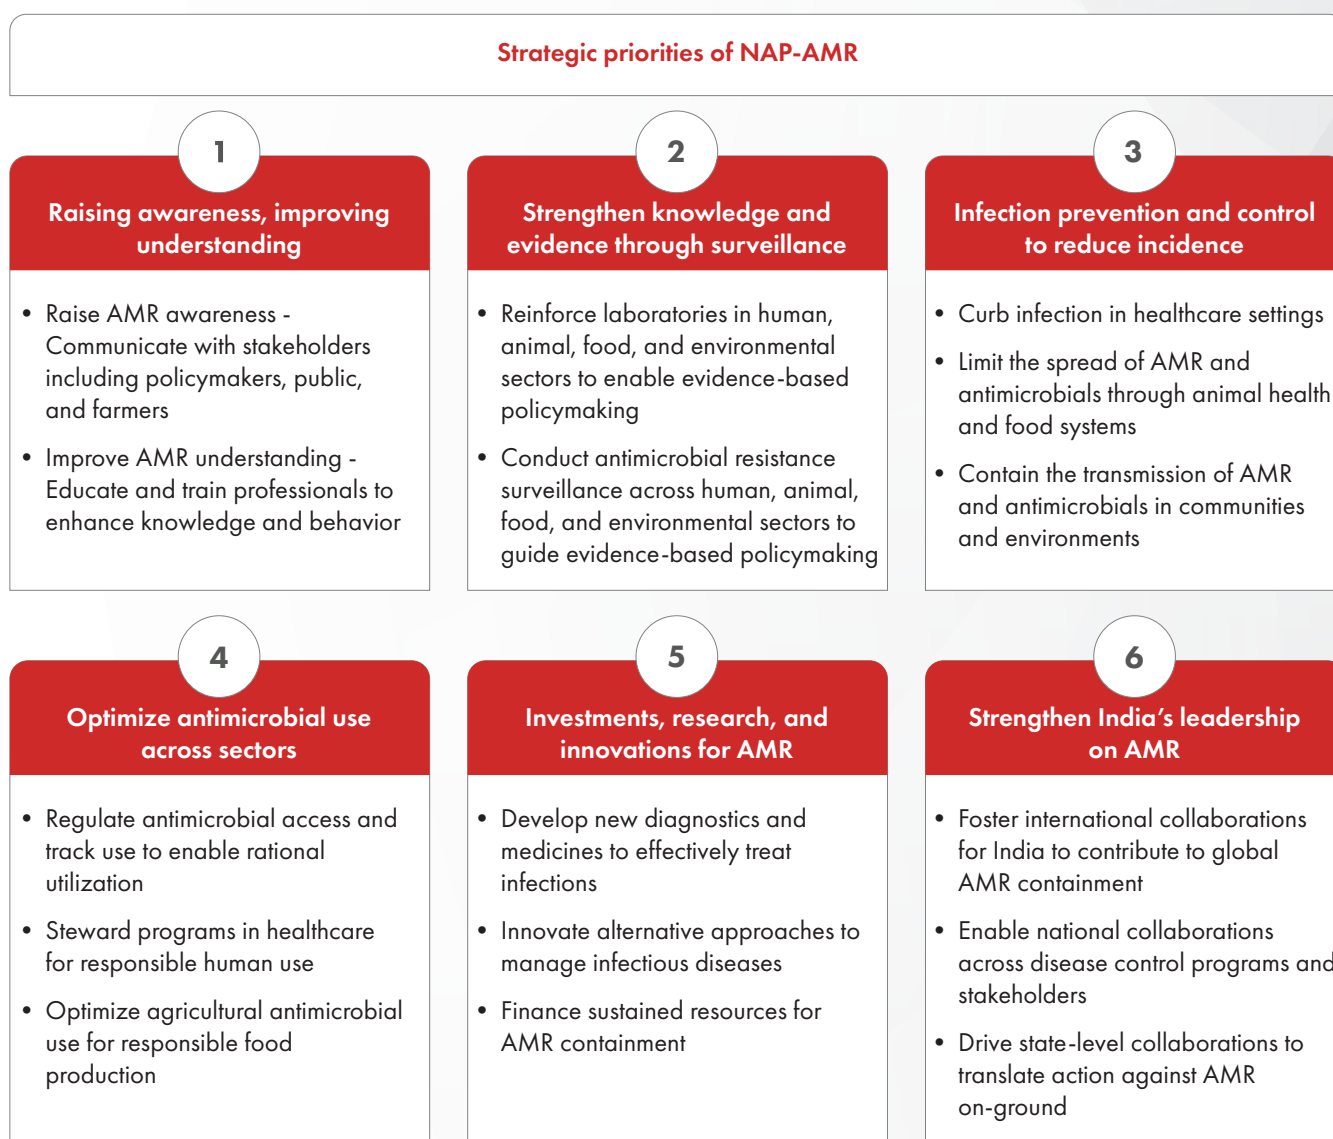 Strategic priorities of NAP-AMR
1
Raising awareness, improving
understanding
• Raise AMR awareness -
Communicate with stakeholders
including policymakers, public,
and farmers
• Improve AMR understanding -
Educate and train professionals to
enhance knowledge and behavior
2
Strengthen knowledge and
evidence through surveillance
• Reinforce laboratories in human,
animal, food, and environmental
sectors to enable evidence-based
policymaking
• Conduct antimicrobial resistance
surveillance across human, animal,
food, and environmental sectors to
guide evidence-based policymaking
3
Infection prevention and control
to reduce incidence
• Curb infection in healthcare settings
• Limit the spread of AMR and
antimicrobials through animal health
and food systems
• Contain the transmission of AMR
and antimicrobials in communities
and environments
4
Optimize antimicrobial use
across sectors
• Regulate antimicrobial access and
track use to enable rational
utilization
• Steward programs in healthcare
for responsible human use
• Optimize agricultural antimicrobial
use for responsible food
production
5
Investments, research, and
innovations for AMR
• Develop new diagnostics and
medicines to effectively treat
infections
• Innovate alternative approaches to
manage infectious diseases
• Finance sustained resources for
AMR containment
6
Strengthen India’s leadership
on AMR
• Foster international collaborations
for India to contribute to global
AMR containment
• Enable national collaborations
across disease control programs and
stakeholders
• Drive state-level collaborations to
translate action against AMR
on-ground